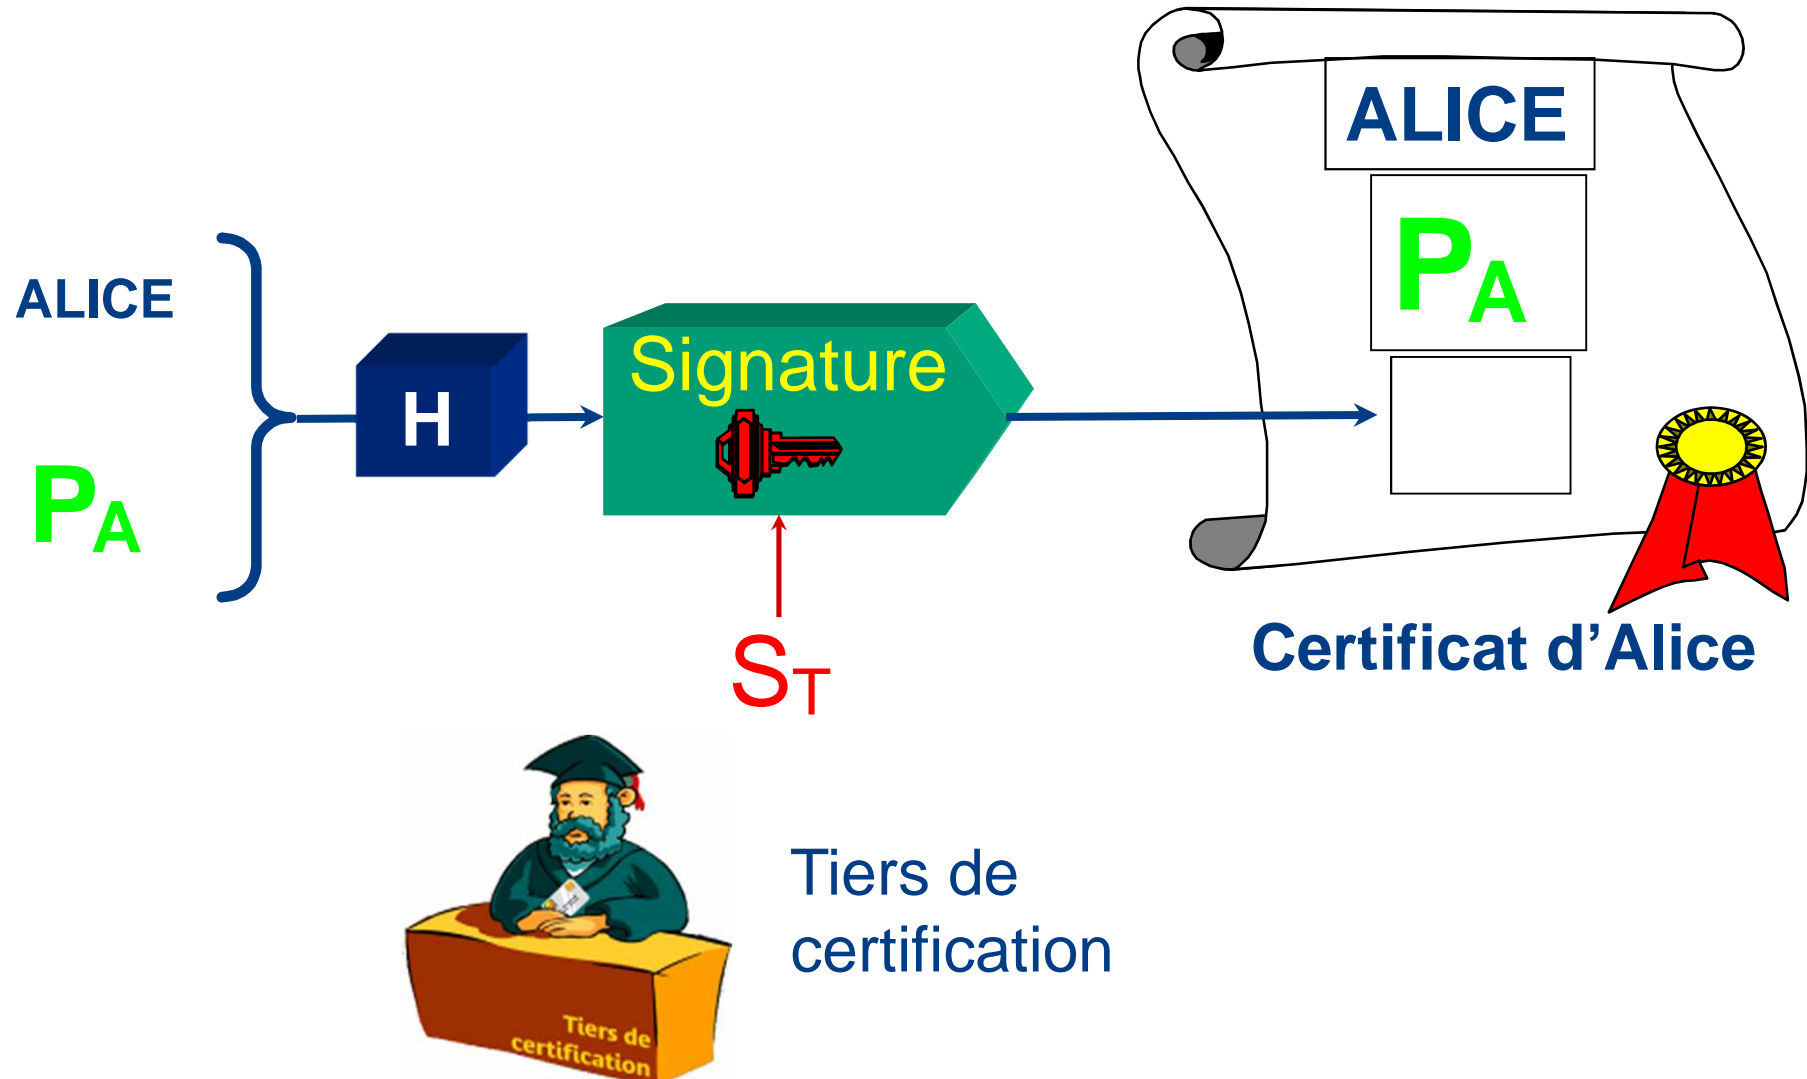 ALICE
PA
H
Signature
ST
ALICE
PA
Certificat d’Alice
Tiers de
certification
Tiers de
certification